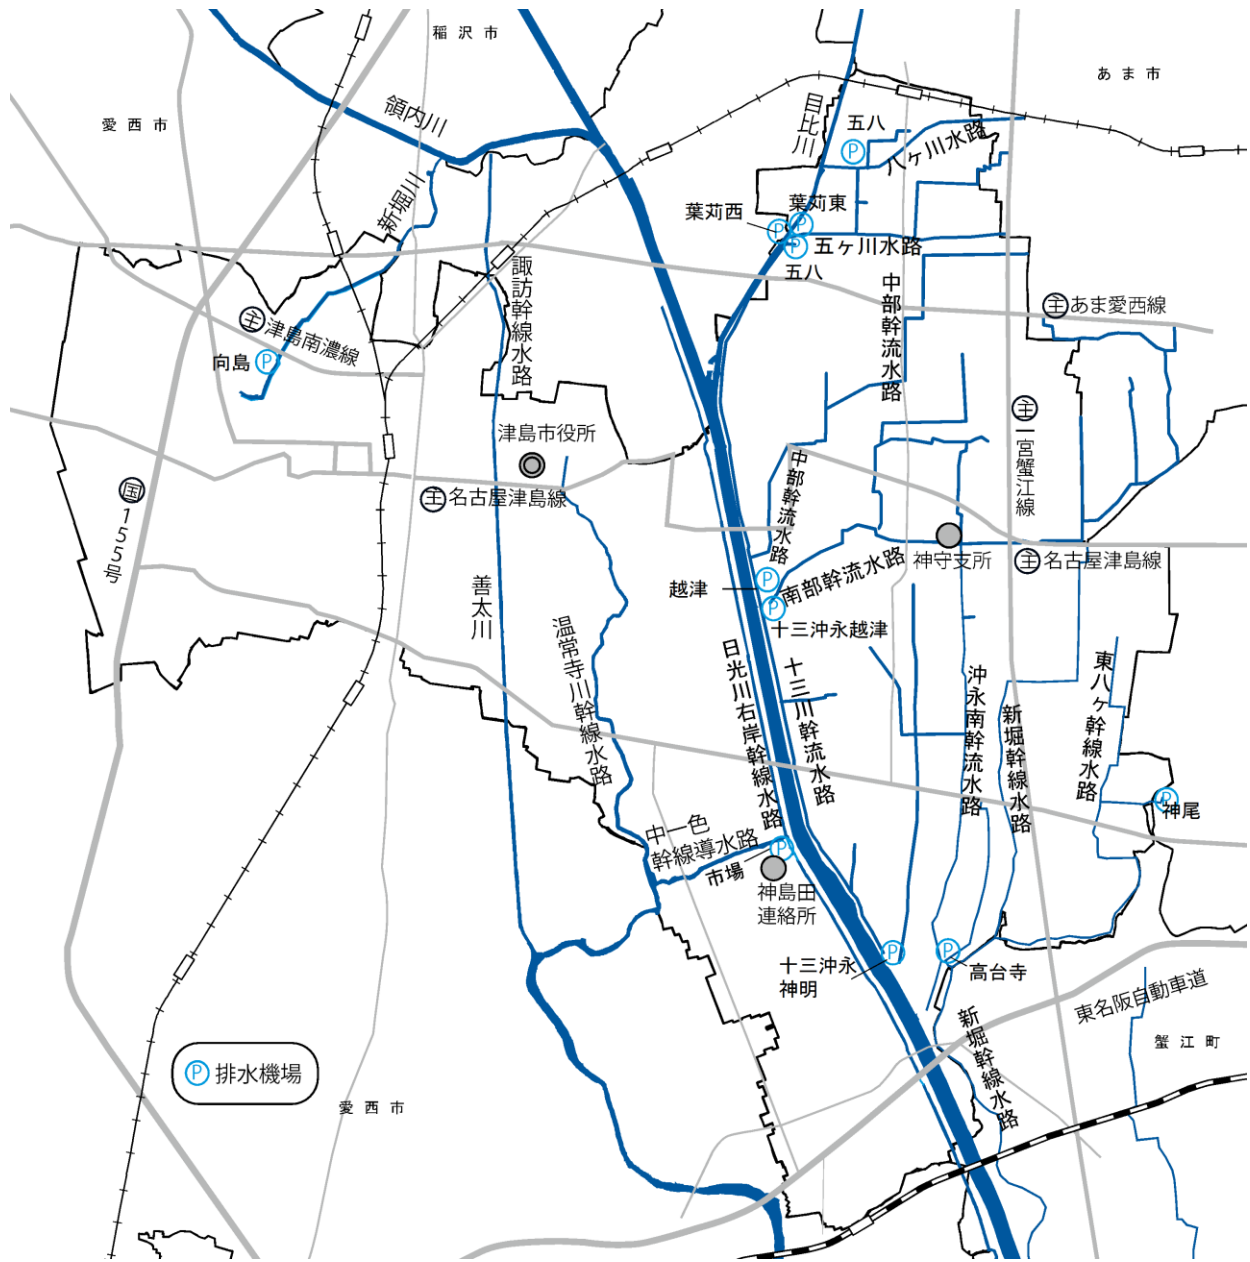 稲沢市
あま市
愛西市
領内川
目比川
五八
八ヶ川水路
新堀川
葉苅西
葉苅東
五ヶ川水路
五八
諏訪幹線水路
中部幹流水路
主あま愛西線
主津島南濃線
向島
P
津島市役所
主一宮蟹江線
中部幹流水路
国155号
主名古屋津島線
神守支所
主名古屋津島線
南部幹流水路
越津
十三沖永越津
善太川
温常寺川幹線水路
日光川右岸幹線水路
十三川幹流水路
沖永南幹流水路
新堀幹線水路
東八ヶ幹線水路
神尾
中一色
幹線導水路
市場
神島田
連絡所
十三沖永
神明
高台寺
東名阪自動車道
新堀幹線水路
蟹江町
P排水機場
愛西市